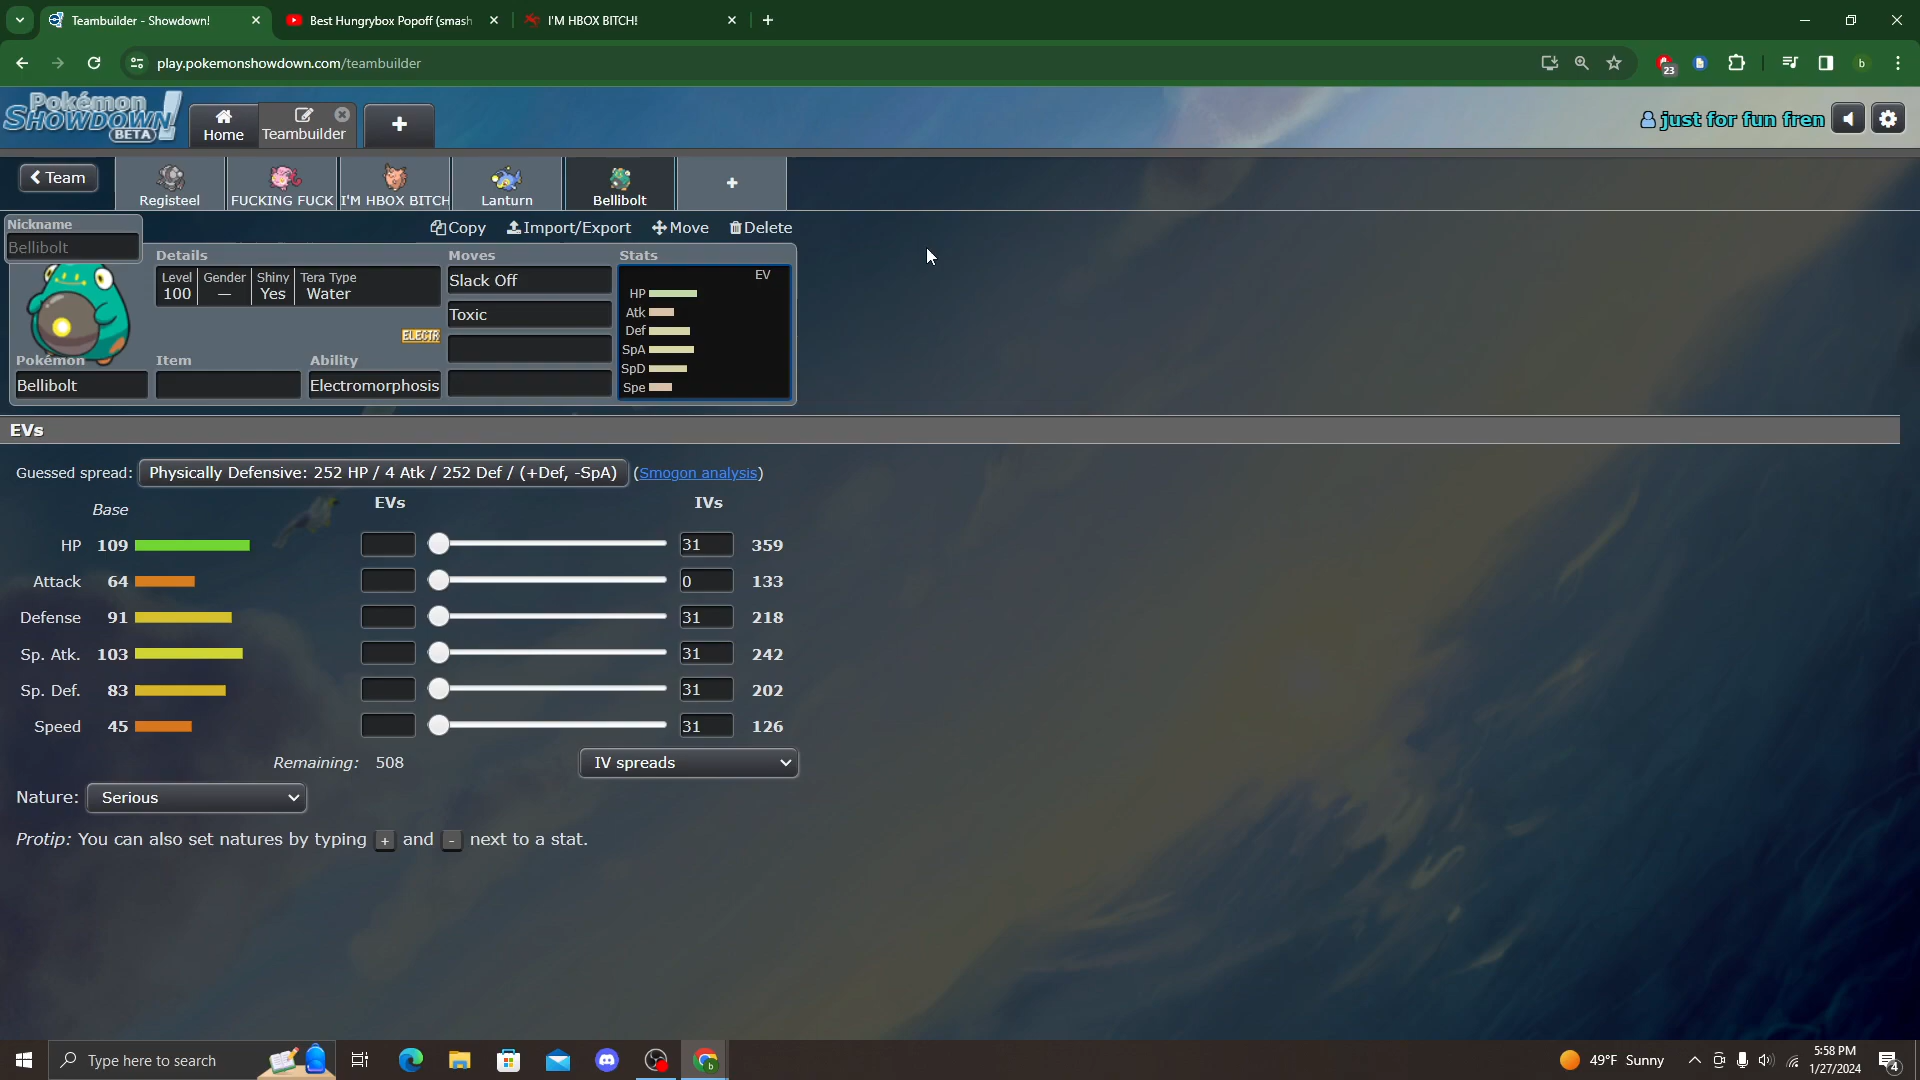 Teambuilder - Showdown!
Best Hungrybox Popoff (smash
I'M HBOX BITCH!
play.pokemonshowdown.com/teambuilder
23
b
Pokémon
SHOWDOWN!
BETA
Home
Teambuilder
+
just for fun fren
Team
Registeel
FUCKING FUCK
I'M HBOX BITCH
Lanturn
Bellibolt
+
Nickname
Bellibolt
Copy
Import/Export
Move
Delete
Details
Moves
Stats
Level
Gender
Shiny
Tera Type
100
—
Yes
Water
Slack Off
Toxic
EV
HP
Atk
Def
SpA
SpD
Spe
ELECTR
Pokémon
Item
Ability
Bellibolt
Electromorphosis
EVs
Guessed spread: Physically Defensive: 252 HP / 4 Atk / 252 Def / (+Def, -SpA) (Smogon analysis)
Base
EVs
IVs
HP 109 31 359
Attack 64 0 133
Defense 91 31 218
Sp. Atk. 103 31 242
Sp. Def. 83 31 202
Speed 45 31 126
Remaining: 508
IV spreads
Nature: Serious
Protip: You can also set natures by typing + and - next to a stat.
Type here to search
49°F Sunny
5:58 PM
1/27/2024
4